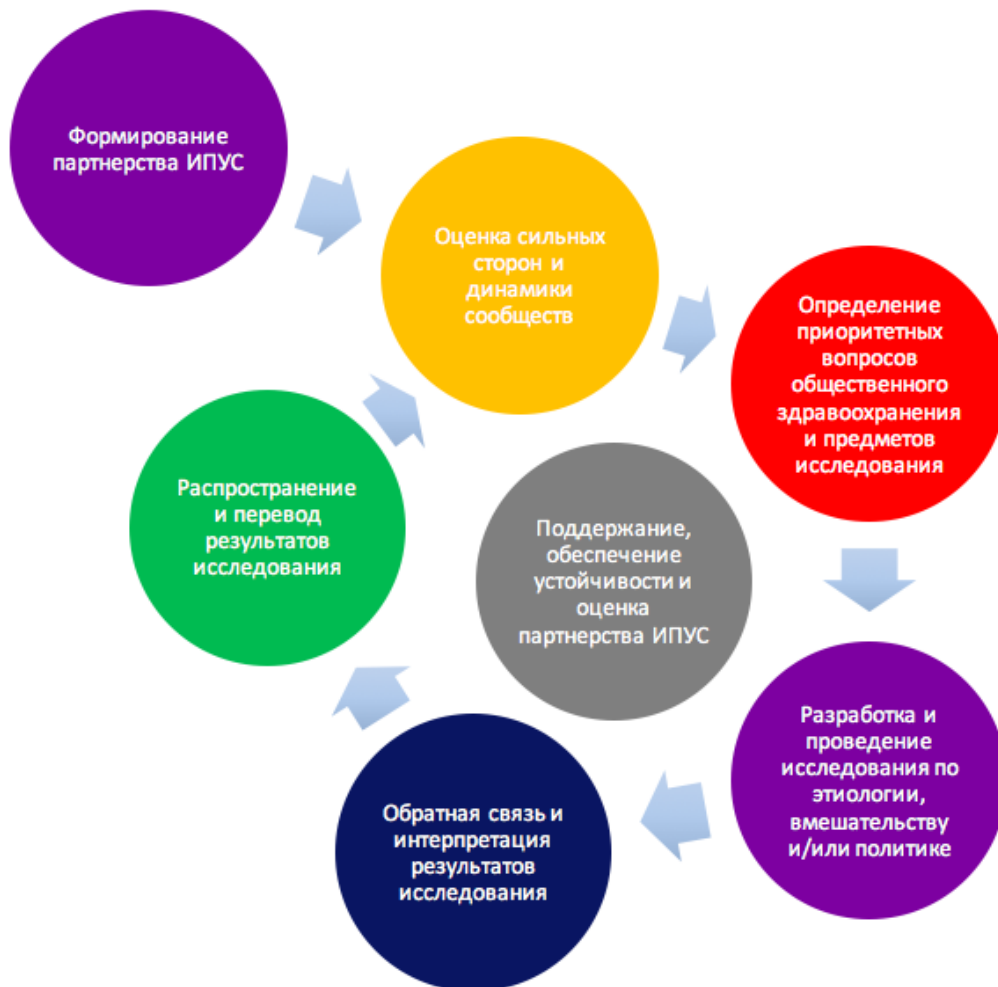 Формирование
партнерства ИПУС
Оценка сильных
сторон и
динамики
сообществ
Определение
приоритетных
вопросов
общественного
здравоохранения
и предметов
исследования
Распространение
и перевод
результатов
исследования
Поддержание,
обеспечение
устойчивости и
оценка
партнерства ИПУС
Разработка и
проведение
исследования по
этиологии,
вмешательству
и/или политике
Обратная связь и
интерпретация
результатов
исследования